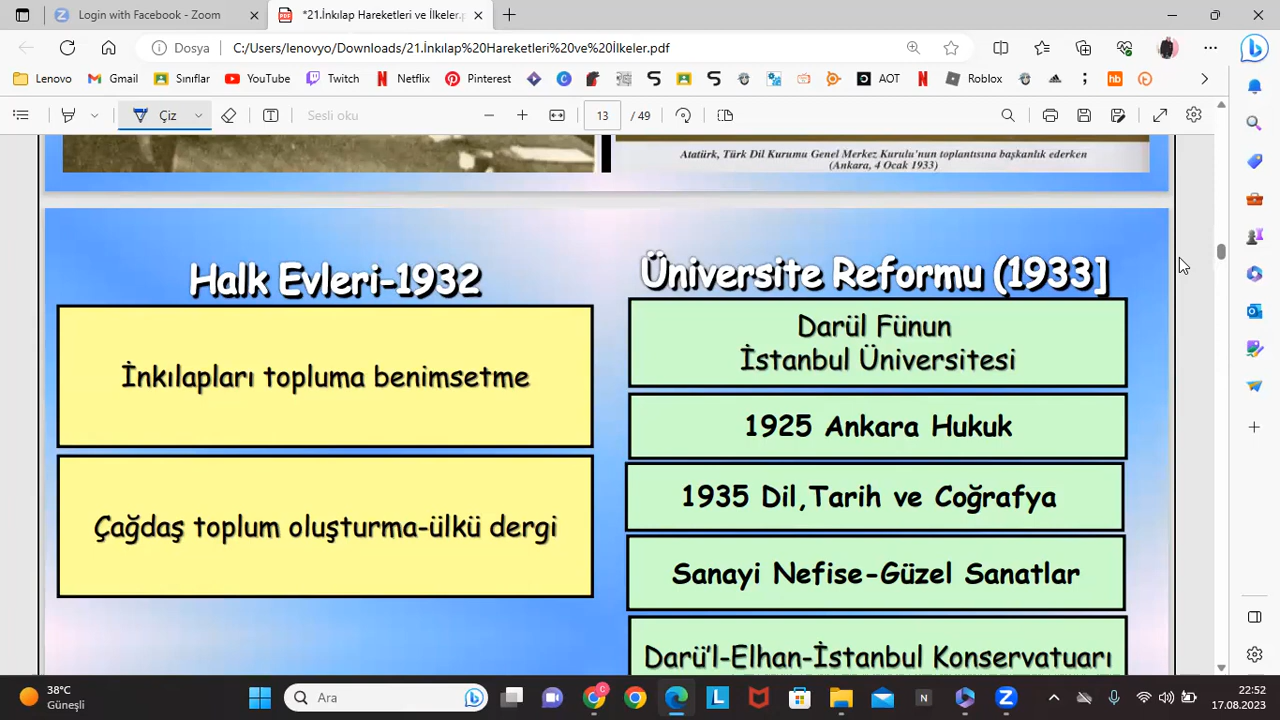 Login with Facebook - Zoom
*21.İnkılap Hareketleri ve İlkeler.p
Dosya
C:/Users/lenovyo/Downloads/21.İnkılap%20Hareketleri%20ve%20İlkeler.pdf
Lenovo
Gmail
Sınıflar
YouTube
Twitch
Netflix
Pinterest
AOT
Roblox
hb
Çiz
Sesli oku
13
/ 49
Atatürk, Türk Dil Kurumu Genel Merkez Kurulu'nun toplantısına başkanlık ederken
(Ankara, 4 Ocak 1933)
Halk Evleri-1932
İnkılapları topluma benimsetme
Çağdaş toplum oluşturma-ülkü dergi
Üniversite Reformu (1933]
Darül Fünun
İstanbul Üniversitesi
1925 Ankara Hukuk
1935 Dil,Tarih ve Coğrafya
Sanayi Nefise-Güzel Sanatlar
Darü'l-Elhan-İstanbul Konservatuarı
38°C
Güneşli
Ara
22:52
17.08.2023